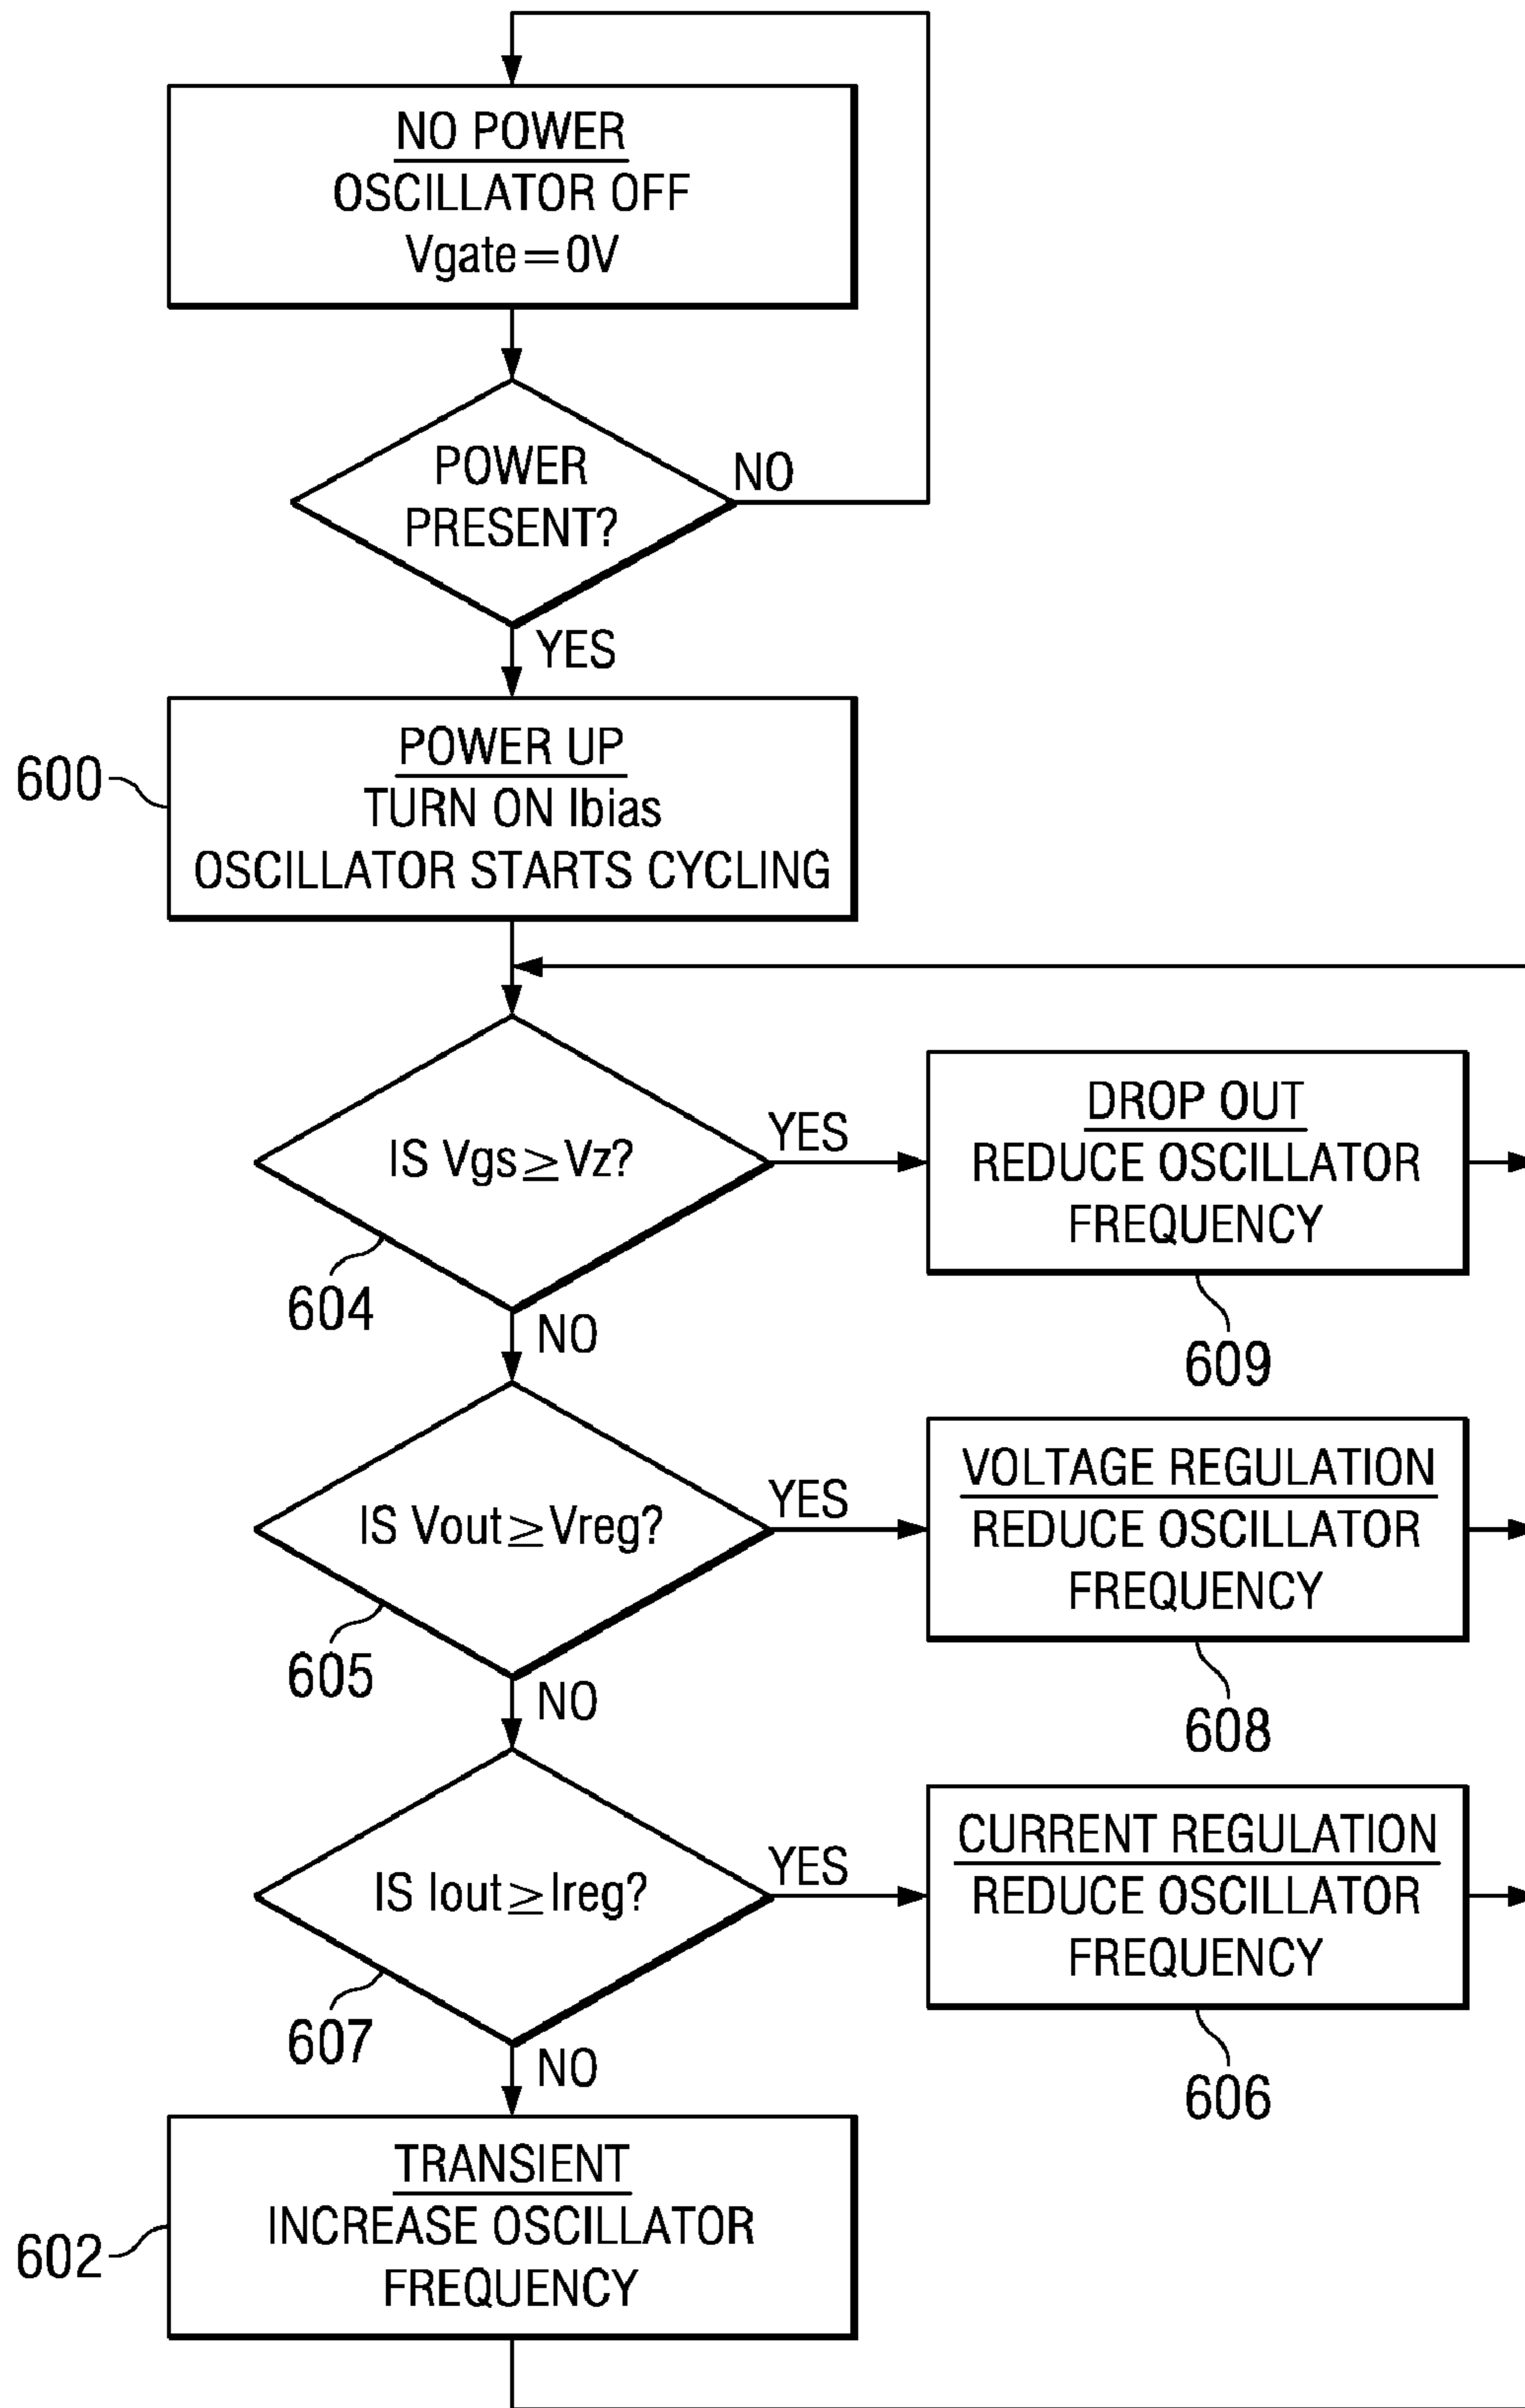 NO POWER
OSCILLATOR OFF
Vgate=0V
POWER
PRESENT?
NO
YES
600
POWER UP
TURN ON Ibias
OSCILLATOR STARTS CYCLING
IS Vgs≥Vz?
YES
604
NO
DROP OUT
REDUCE OSCILLATOR
FREQUENCY
609
IS Vout≥Vreg?
YES
605
NO
VOLTAGE REGULATION
REDUCE OSCILLATOR
FREQUENCY
608
IS Iout≥Ireg?
YES
607
NO
CURRENT REGULATION
REDUCE OSCILLATOR
FREQUENCY
606
602
TRANSIENT
INCREASE OSCILLATOR
FREQUENCY